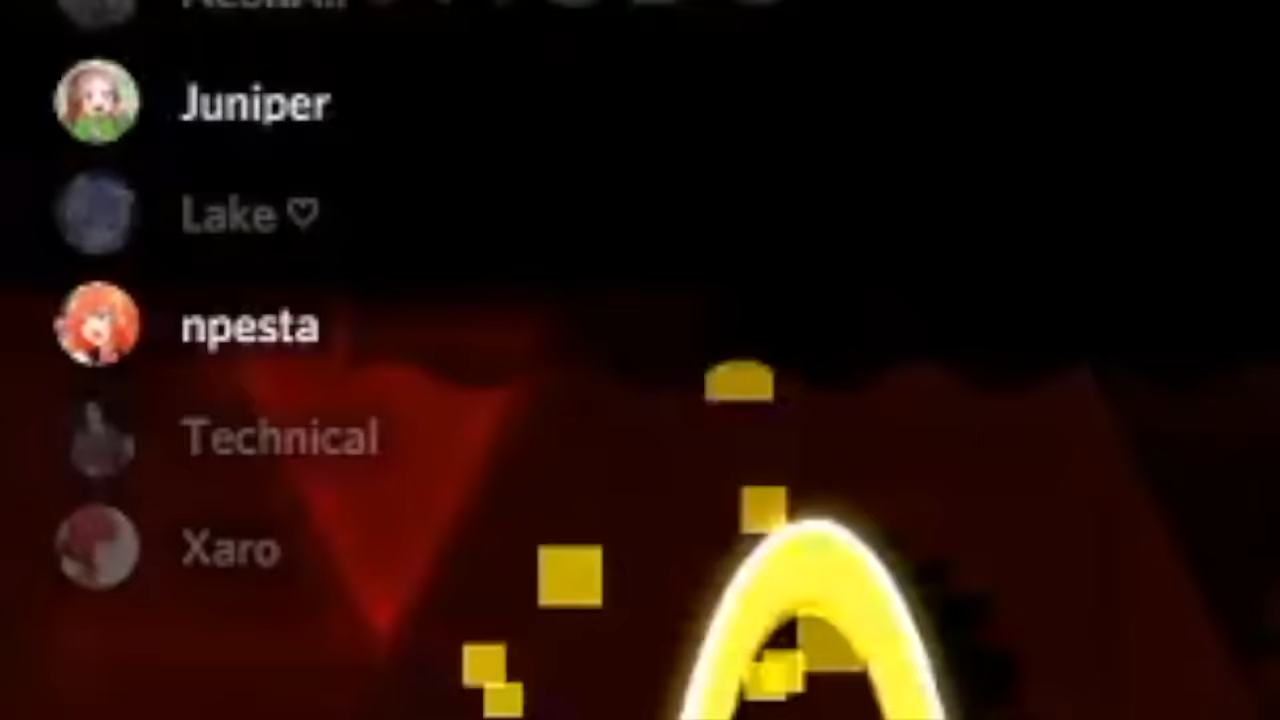 Juniper
Lake ♡
npesta
Technical
Xaro